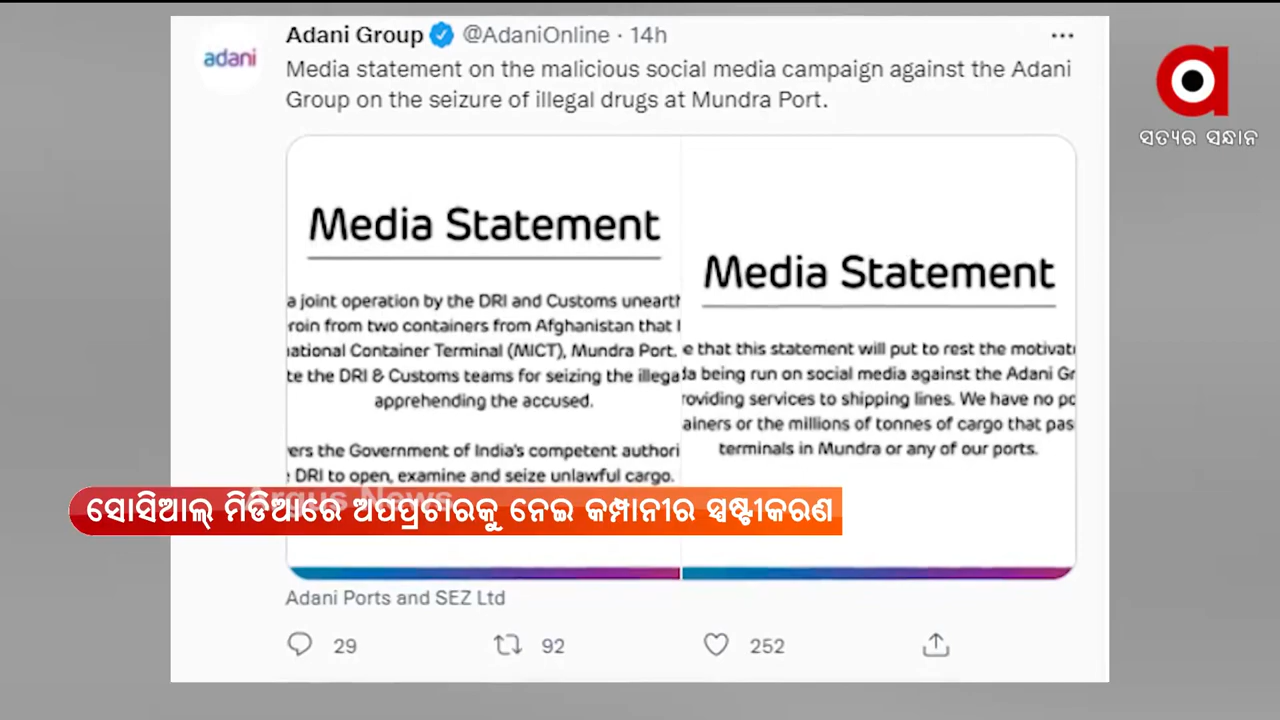 Adani Group @AdaniOnline · 14h
adani
Media statement on the malicious social media campaign against the Adani
Group on the seizure of illegal drugs at Mundra Port.
ସତ୍ୟର ସନ୍ଧାନ
Media Statement
a joint operation by the DRI and Customs unearth
roin from two containers from Afghanistan that
national Container Terminal (MICT), Mundra Port.
te the DRI & Customs teams for seizing the illega
apprehending the accused.
ers the Government of India's competent authori
DRI to open, examine and seize unlawful cargo.
Media Statement
e that this statement will put to rest the motivat
da being run on social media against the Adani Gr
roviding services to shipping lines. We have no po
ainers or the millions of tonnes of cargo that pas
terminals in Mundra or any of our ports.
Argus News
ସୋସିଆଲ୍ ମିଡିଆରେ ଅପପ୍ରଚାରକୁ ନେଇ କମ୍ପାନୀର ସ୍ପଷ୍ଟୀକରଣ
Adani Ports and SEZ Ltd
29 92 252